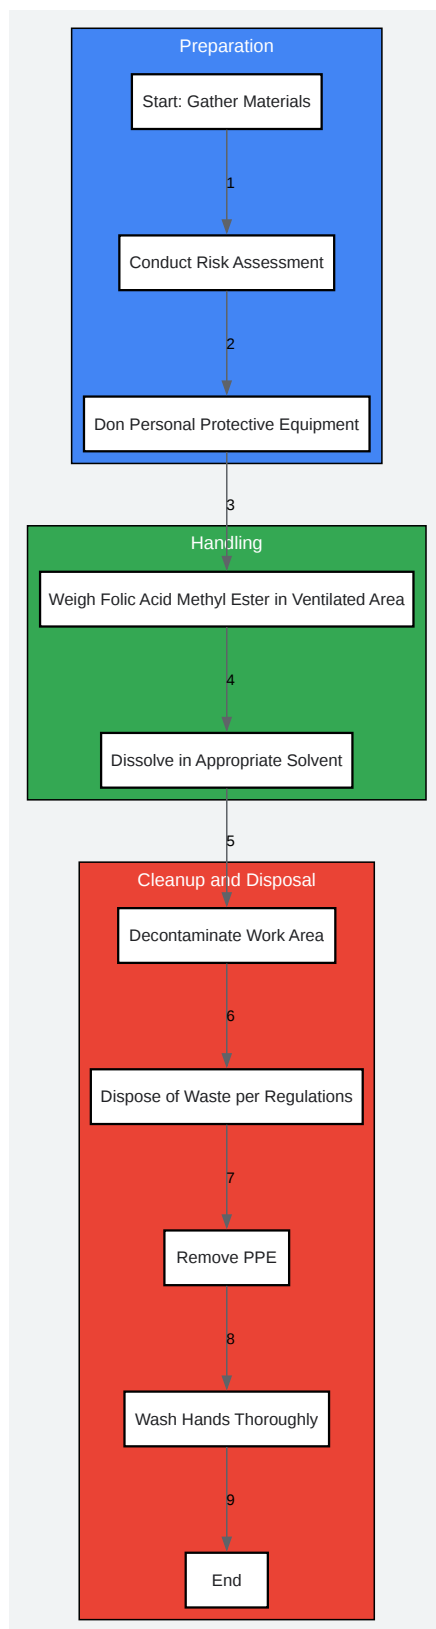 Preparation
Start: Gather Materials
1
Conduct Risk Assessment
2
Don Personal Protective Equipment
3
Handling
Weigh Folic Acid Methyl Ester in Ventilated Area
4
Dissolve in Appropriate Solvent
5
Cleanup and Disposal
Decontaminate Work Area
6
Dispose of Waste per Regulations
7
Remove PPE
8
Wash Hands Thoroughly
9
End